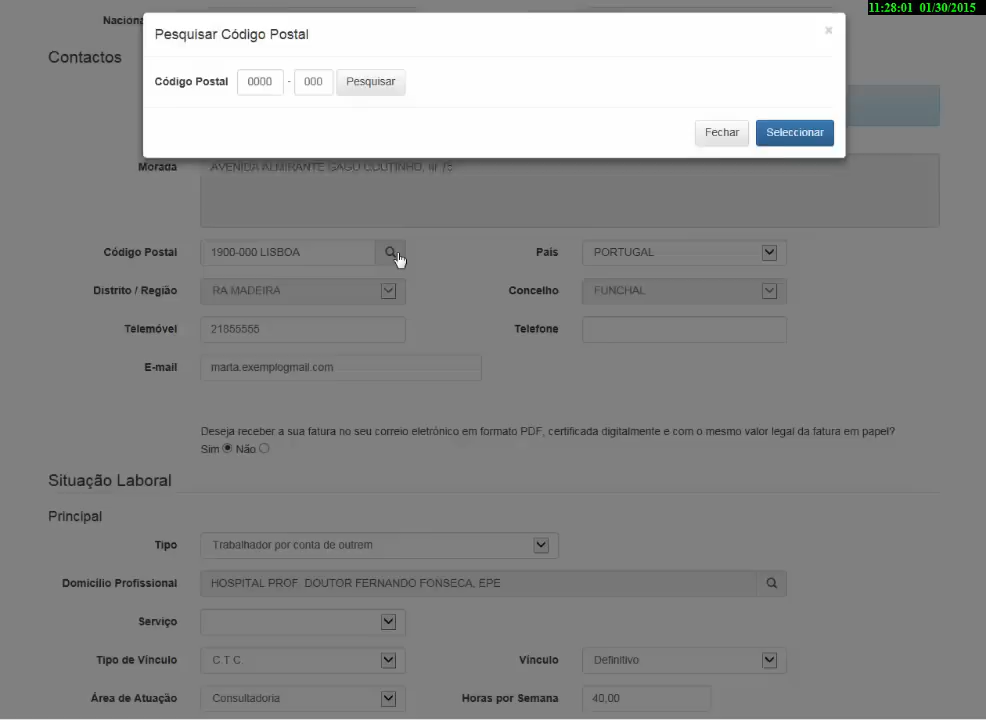 11:28:01 01/30/2015
Naciona
Pesquisar Código Postal ×
Código Postal 0000 - 000 Pesquisar
Fechar Seleccionar
Contactos
Morada AVENIDA ALMIRANTE GAGO COUTINHO,
Código Postal 1900-000 LISBOA País PORTUGAL
Distrito / Região RA MADEIRA Concelho FUNCHAL
Telemóvel 21855555 Telefone
E-mail marta.exemplogmail.com
Deseja receber a sua fatura no seu correio eletrónico em formato PDF, certificada digitalmente e com o mesmo valor legal da fatura em papel?
Sim Não
Situação Laboral
Principal
Tipo Trabalhador por conta de outrem
Domicílio Profissional HOSPITAL PROF. DOUTOR FERNANDO FONSECA, EPE
Serviço
Tipo de Vínculo C.T.C. Vínculo Definitivo
Área de Atuação Consultadoria Horas por Semana 40,00